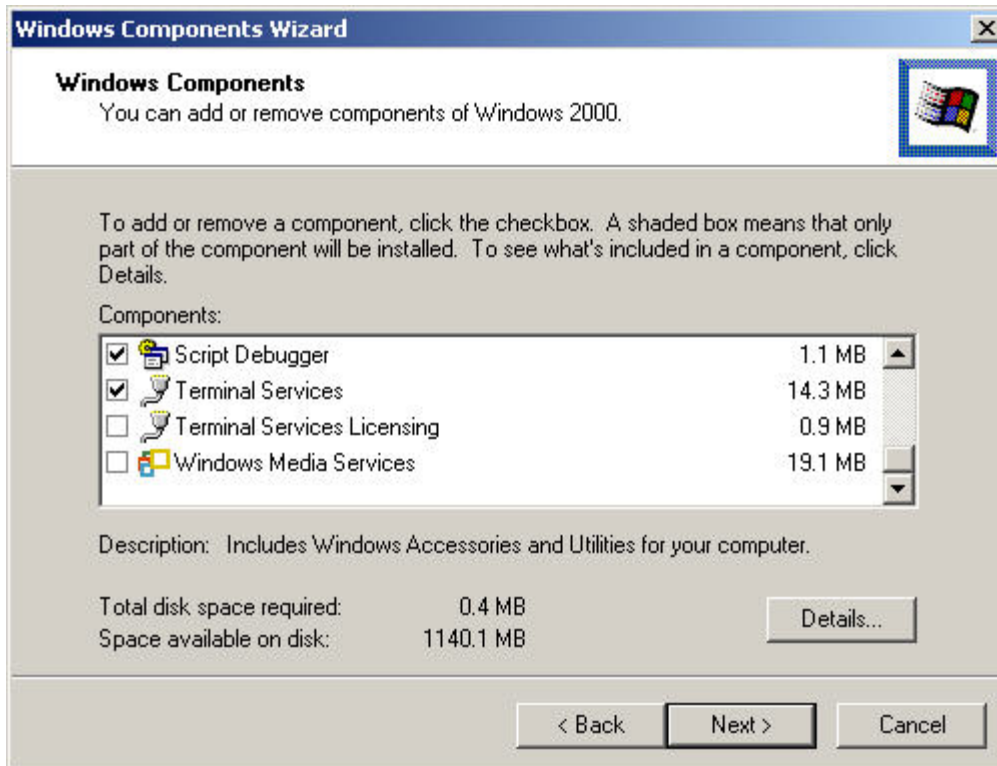 Windows Components Wizard
Windows Components
You can add or remove components of Windows 2000.
To add or remove a component, click the checkbox. A shaded box means that only
part of the component will be installed. To see what's included in a component, click
Details.
Components:
Script Debugger 1.1 MB
Terminal Services 14.3 MB
Terminal Services Licensing 0.9 MB
Windows Media Services 19.1 MB
Description: Includes Windows Accessories and Utilities for your computer.
Total disk space required: 0.4 MB
Space available on disk: 1140.1 MB
Details...
< Back Next > Cancel